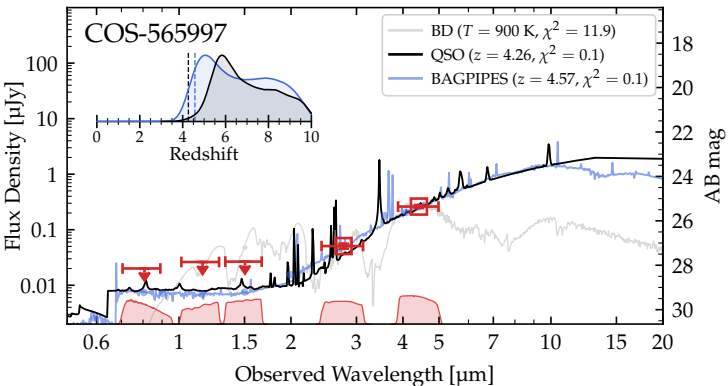 COS-565997
BD (T = 900 K, χ² = 11.9)
QSO (z = 4.26, χ² = 0.1)
BAGPIPES (z = 4.57, χ² = 0.1)
Flux Density [μJy]
100
10
1
0.1
0.01
AB mag
18
20
22
24
26
28
30
0 2 4 6 8 10
Redshift
0.6 1 2 3 4 5 10 15 20
Observed Wavelength [μm]